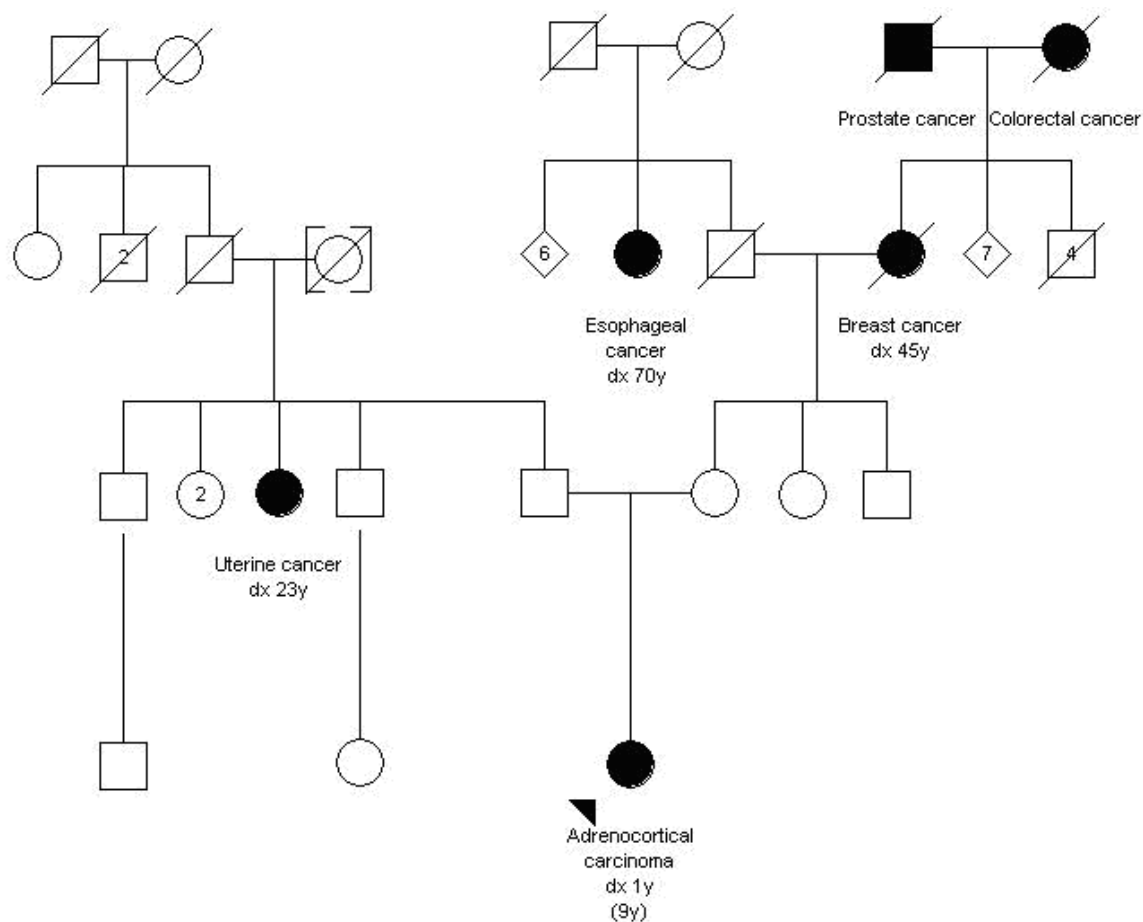 Prostate cancer
Colorectal cancer
2
6
7
4
Esophageal
cancer
dx 70y
Breast cancer
dx 45y
2
Uterine cancer
dx 23y
Adrenocortical
carcinoma
dx 1y
(9y)